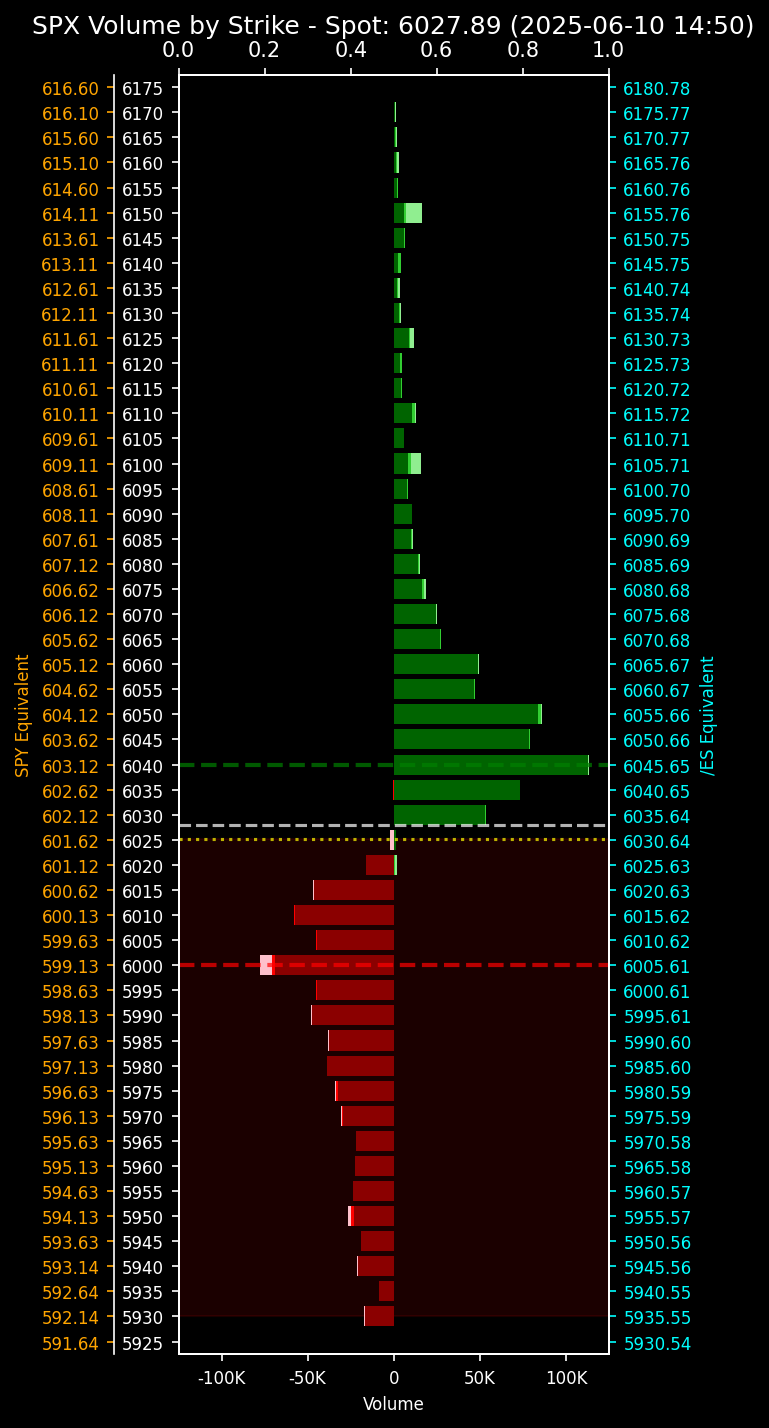 SPX Volume by Strike - Spot: 6027.89 (2025-06-10 14:50)
0.0 0.2 0.4 0.6 0.8 1.0
616.60 6175 6180.78
616.10 6170 6175.77
615.60 6165 6170.77
615.10 6160 6165.76
614.60 6155 6160.76
614.11 6150 6155.76
613.61 6145 6150.75
613.11 6140 6145.75
612.61 6135 6140.74
612.11 6130 6135.74
611.61 6125 6130.73
611.11 6120 6125.73
610.61 6115 6120.72
610.11 6110 6115.72
609.61 6105 6110.71
609.11 6100 6105.71
608.61 6095 6100.70
608.11 6090 6095.70
607.61 6085 6090.69
607.12 6080 6085.69
606.62 6075 6080.68
606.12 6070 6075.68
605.62 6065 6070.68
605.12 6060 6065.67
604.62 6055 6060.67
604.12 6050 6055.66
603.62 6045 6050.66
603.12 6040 6045.65
602.62 6035 6040.65
602.12 6030 6035.64
601.62 6025 6030.64
601.12 6020 6025.63
600.62 6015 6020.63
600.13 6010 6015.62
599.63 6005 6010.62
599.13 6000 6005.61
598.63 5995 6000.61
598.13 5990 5995.61
597.63 5985 5990.60
597.13 5980 5985.60
596.63 5975 5980.59
596.13 5970 5975.59
595.63 5965 5970.58
595.13 5960 5965.58
594.63 5955 5960.57
594.13 5950 5955.57
593.63 5945 5950.56
593.14 5940 5945.56
592.64 5935 5940.55
592.14 5930 5935.55
591.64 5925 5930.54
SPY Equivalent
/ES Equivalent
-100K -50K 0 50K 100K
Volume